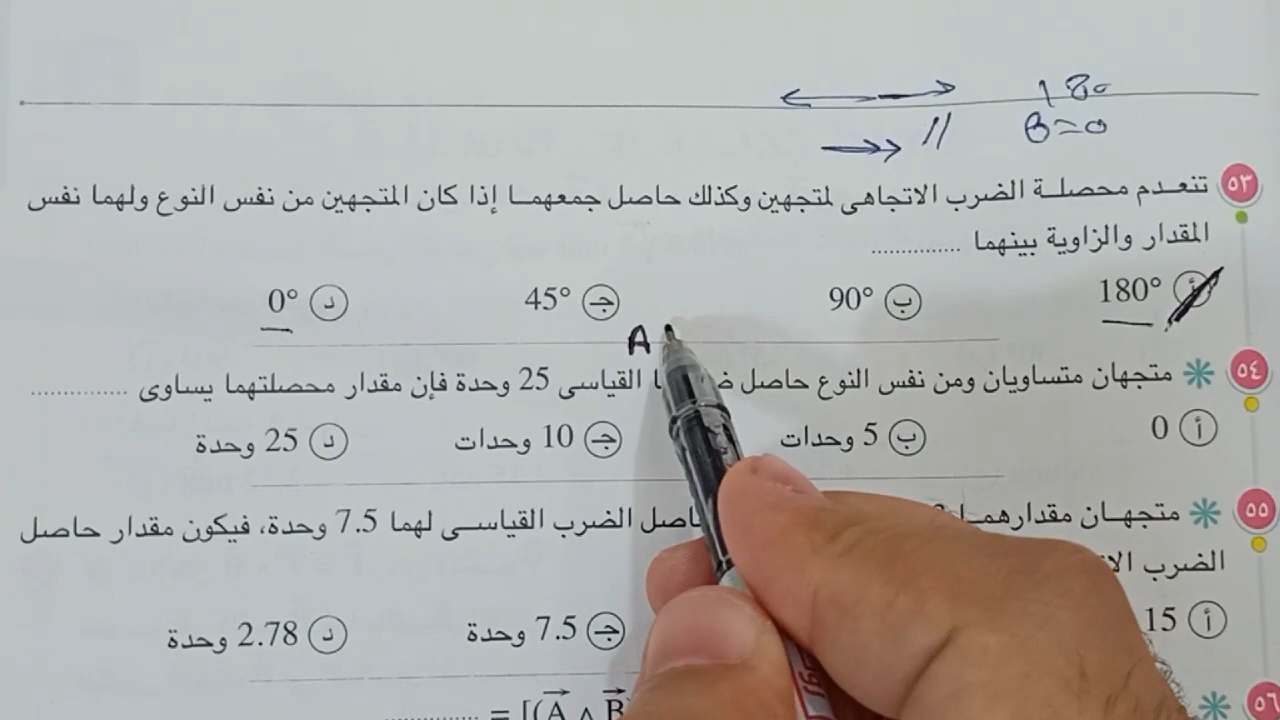 180
// θ=0
٥٣ تنعدم محصلة الضرب الاتجاهى لمتجهين وكذلك حاصل جمعهما إذا كان المتجهين من نفس النوع ولهما نفس
المقدار والزاوية بينهما ................
أ 180° ب 90° جـ 45° د 0°
A
٥٤ * متجهان متساويان ومن نفس النوع حاصل القياسى 25 وحدة فإن مقدار محصلتهما يساوى ................
أ 0 ب 5 وحدات جـ 10 وحدات د 25 وحدة
٥٥ * متجهان مقدارهما الضرب القياسى لهما 7.5 وحدة، فيكون مقدار حاصل
الضرب
أ 15 جـ 7.5 وحدة د 2.78 وحدة
٥٦ * [(A⃗ ∧ B⃗ = ................